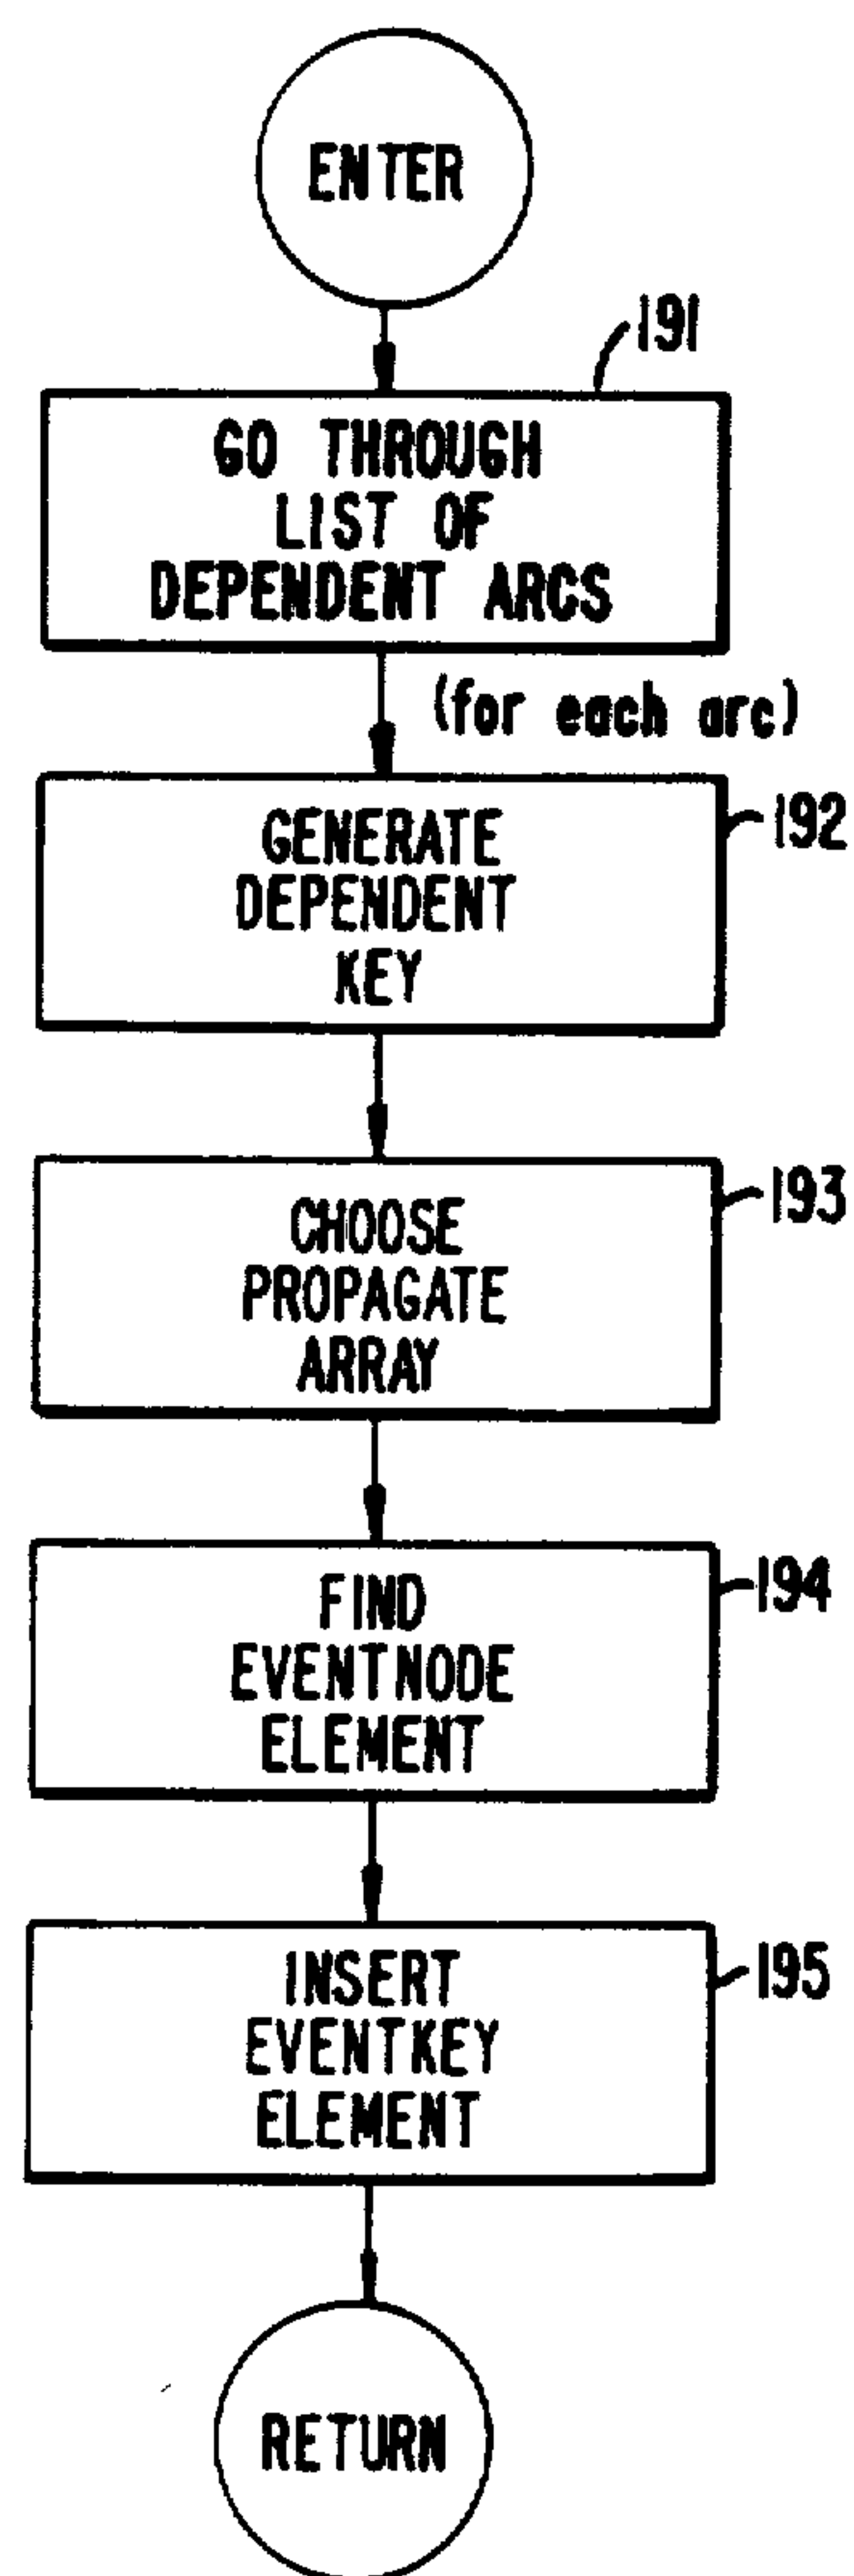 ENTER
191
GO THROUGH
LIST OF
DEPENDENT ARCS
(for each arc)
192
GENERATE
DEPENDENT
KEY
193
CHOOSE
PROPAGATE
ARRAY
194
FIND
EVENTNODE
ELEMENT
195
INSERT
EVENTKEY
ELEMENT
RETURN